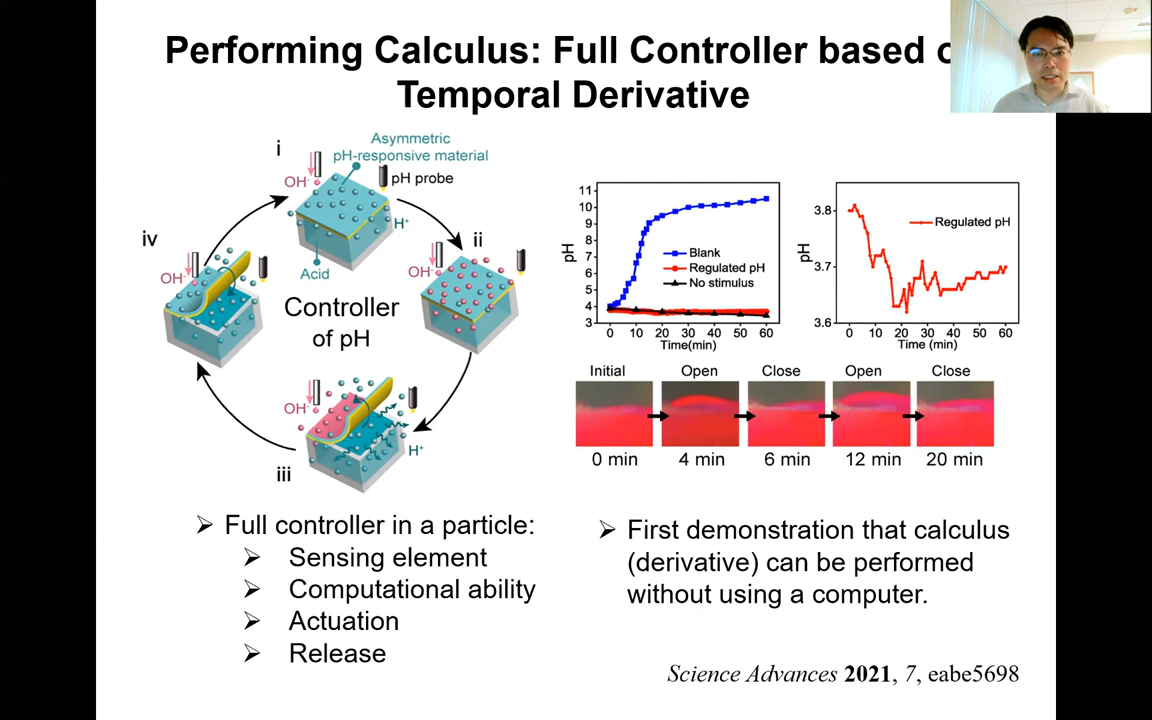 Performing Calculus: Full Controller based
Temporal Derivative
i
Asymmetric
pH-responsive material
OH-
pH probe
H+
Acid
ii
OH-
iv
OH-
Controller
of pH
iii
OH-
H+
11
10
9
8
7
6
5
4
3
pH
Blank
Regulated pH
No stimulus
0 10 20 30 40 50 60
Time(min)
3.8
3.7
3.6
pH
Regulated pH
0 10 20 30 40 50 60
Time (min)
Initial Open Close Open Close
0 min 4 min 6 min 12 min 20 min
➢ Full controller in a particle:
➢ Sensing element
➢ Computational ability
➢ Actuation
➢ Release
➢ First demonstration that calculus
(derivative) can be performed
without using a computer.
Science Advances 2021, 7, eabe5698